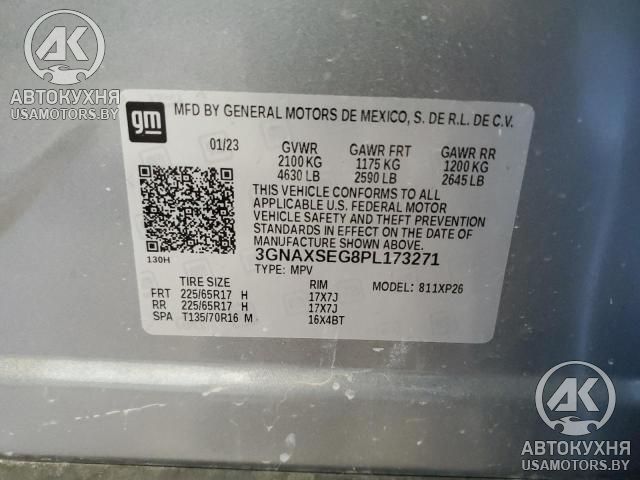 АВТОКУХНЯ
USAMOTORS.BY
gm
MFD BY GENERAL MOTORS DE MEXICO, S. DE R.L. DE C.V.
01/23 GVWR GAWR FRT GAWR RR
2100 KG 1175 KG 1200 KG
4630 LB 2590 LB 2645 LB
THIS VEHICLE CONFORMS TO ALL
APPLICABLE U.S. FEDERAL MOTOR
VEHICLE SAFETY AND THEFT PREVENTION
STANDARDS IN EFFECT ON THE DATE OF
MANUFACTURE SHOWN ABOVE.
130H 3GNAXSEG8PL173271
TYPE: MPV
TIRE SIZE RIM MODEL: 811XP26
FRT 225/65R17 H 17X7J
RR 225/65R17 H 17X7J
SPA T135/70R16 M 16X4BT
АВТОКУХНЯ
USAMOTORS.BY